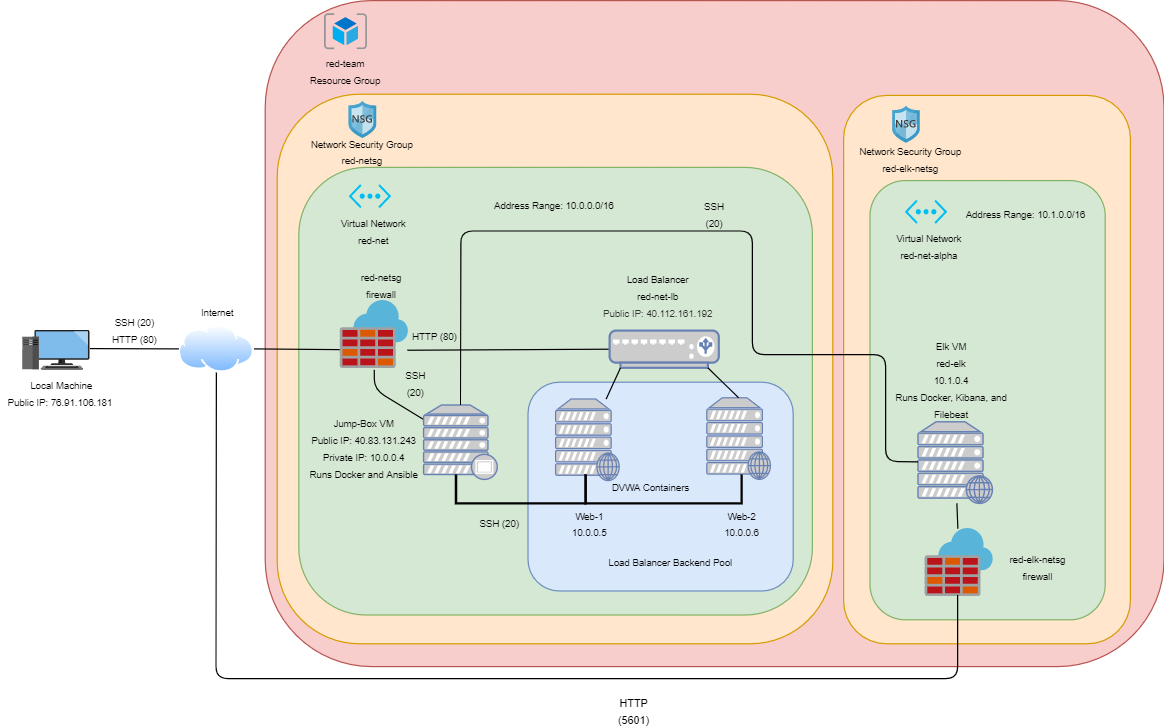 red-team
Resource Group
NSG
Network Security Group
red-netsg
NSG
Network Security Group
red-elk-netsg
Virtual Network
red-net
Address Range: 10.0.0.0/16
SSH
(20)
Virtual Network
red-net-alpha
Address Range: 10.1.0.0/16
red-netsg
firewall
Load Balancer
red-net-lb
Public IP: 40.112.161.192
Internet
SSH (20)
HTTP (80)
HTTP (80)
Local Machine
Public IP: 76.91.106.181
SSH
(20)
Elk VM
red-elk
10.1.0.4
Runs Docker, Kibana, and
Filebeat
Jump-Box VM
Public IP: 40.83.131.243
Private IP: 10.0.0.4
Runs Docker and Ansible
DVWA Containers
SSH (20)
Web-1
10.0.0.5
Web-2
10.0.0.6
Load Balancer Backend Pool
red-elk-netsg
firewall
HTTP
(5601)